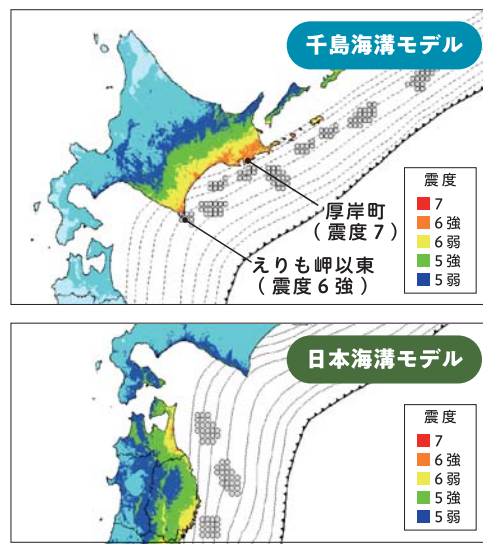 千島海溝モデル
厚岸町
(震度7)
えりも岬以東
(震度6強)
震度
7
6強
6弱
5強
5弱
日本海溝モデル
震度
7
6強
6弱
5強
5弱